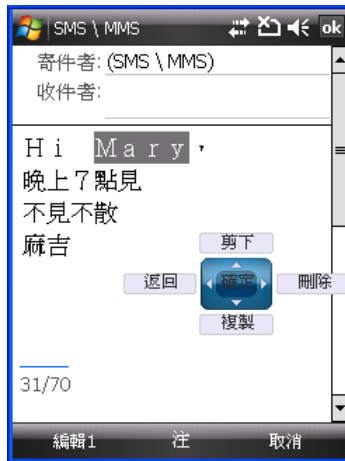 SMS \ MMS ok
寄件者: (SMS \ MMS)
收件者:
Ｈｉ　Ｍａｒｙ，
晚上７點見
不見不散
麻吉
剪下
返回 確定 刪除
複製
31/70
編輯1 注 取消